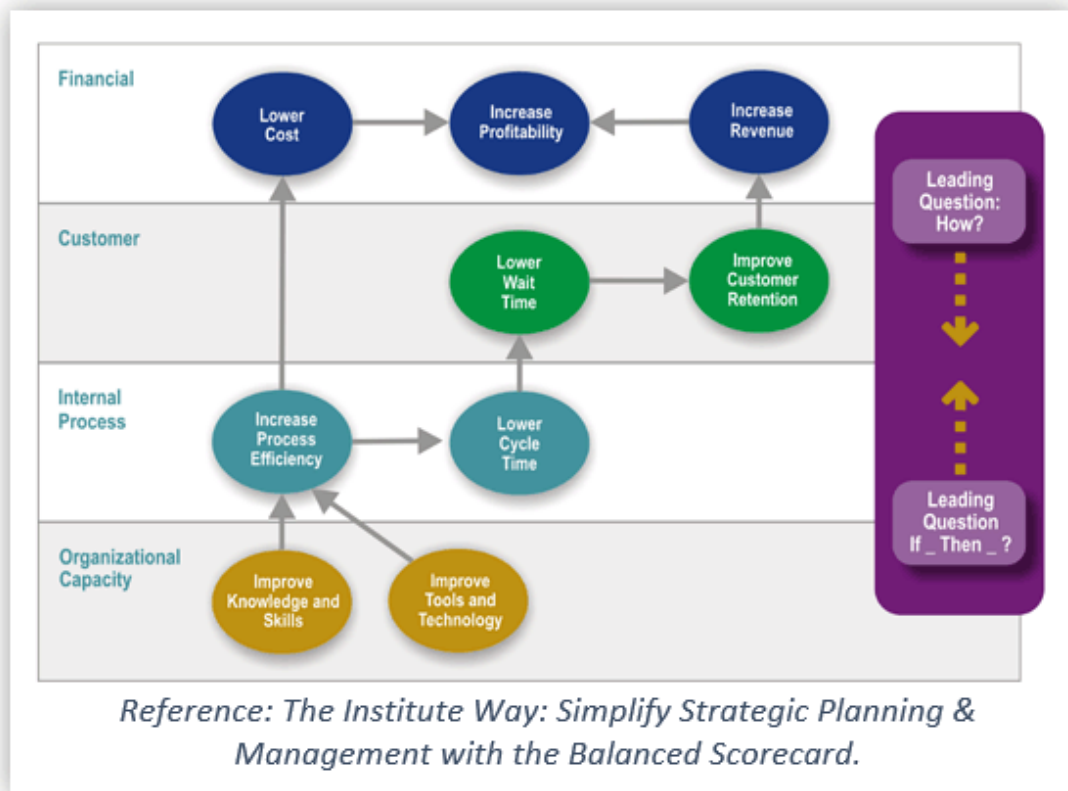 Financial
Lower
Cost
Increase
Profitability
Increase
Revenue
Customer
Lower
Wait
Time
Improve
Customer
Retention
Internal
Process
Increase
Process
Efficiency
Lower
Cycle
Time
Organizational
Capacity
Improve
Knowledge and
Skills
Improve
Tools and
Technology
Leading
Question:
How?
Leading
Question
If _ Then _ ?
Reference: The Institute Way: Simplify Strategic Planning &
Management with the Balanced Scorecard.